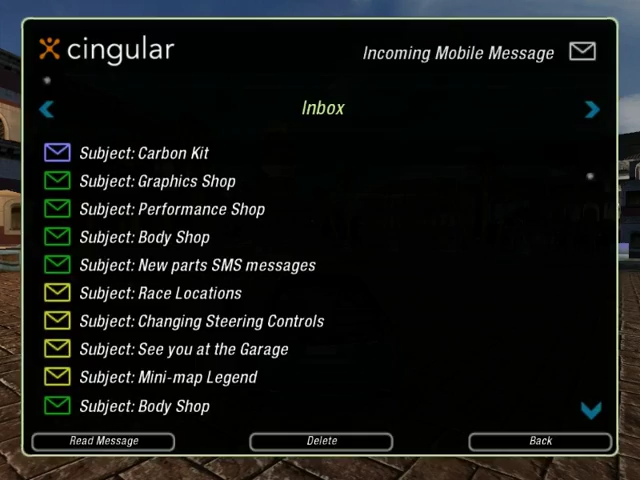 cingular
Incoming Mobile Message
Inbox
Subject: Carbon Kit
Subject: Graphics Shop
Subject: Performance Shop
Subject: Body Shop
Subject: New parts SMS messages
Subject: Race Locations
Subject: Changing Steering Controls
Subject: See you at the Garage
Subject: Mini-map Legend
Subject: Body Shop
Read Message
Delete
Back